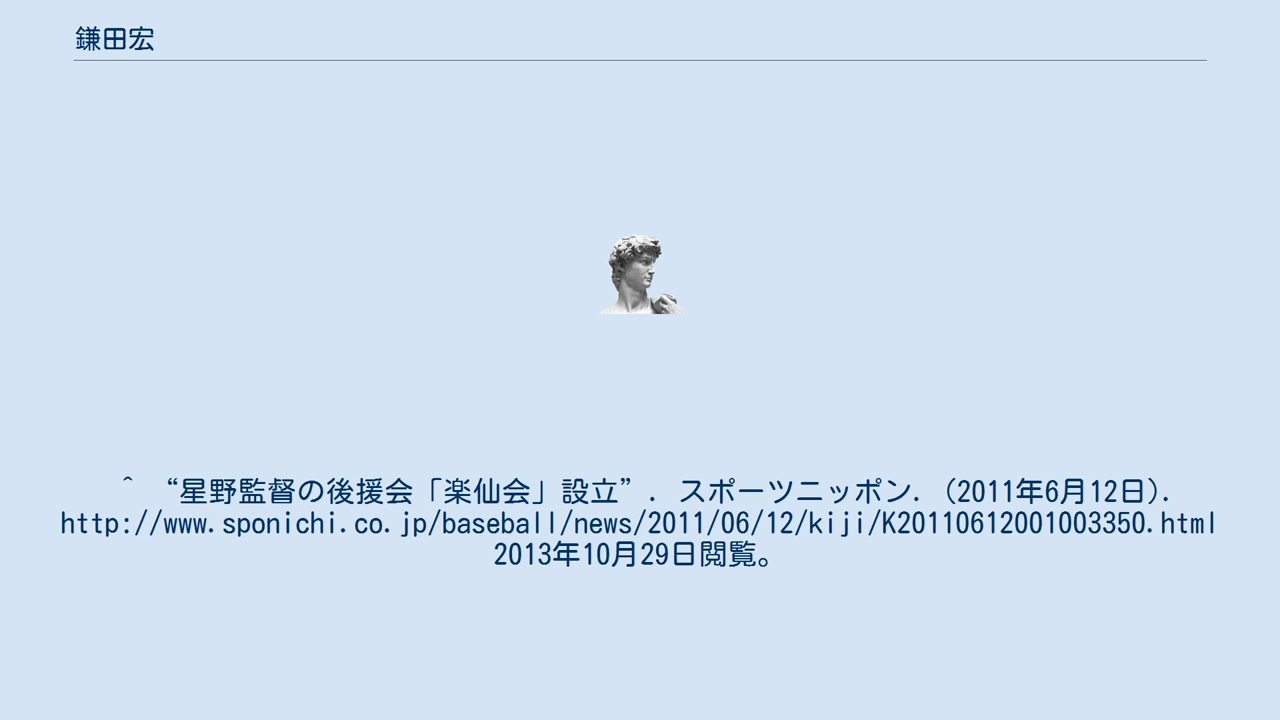 鎌田宏
^ “星野監督の後援会「楽仙会」設立”. スポーツニッポン. (2011年6月12日).
http://www.sponichi.co.jp/baseball/news/2011/06/12/kiji/K20110612001003350.html
2013年10月29日閲覧。